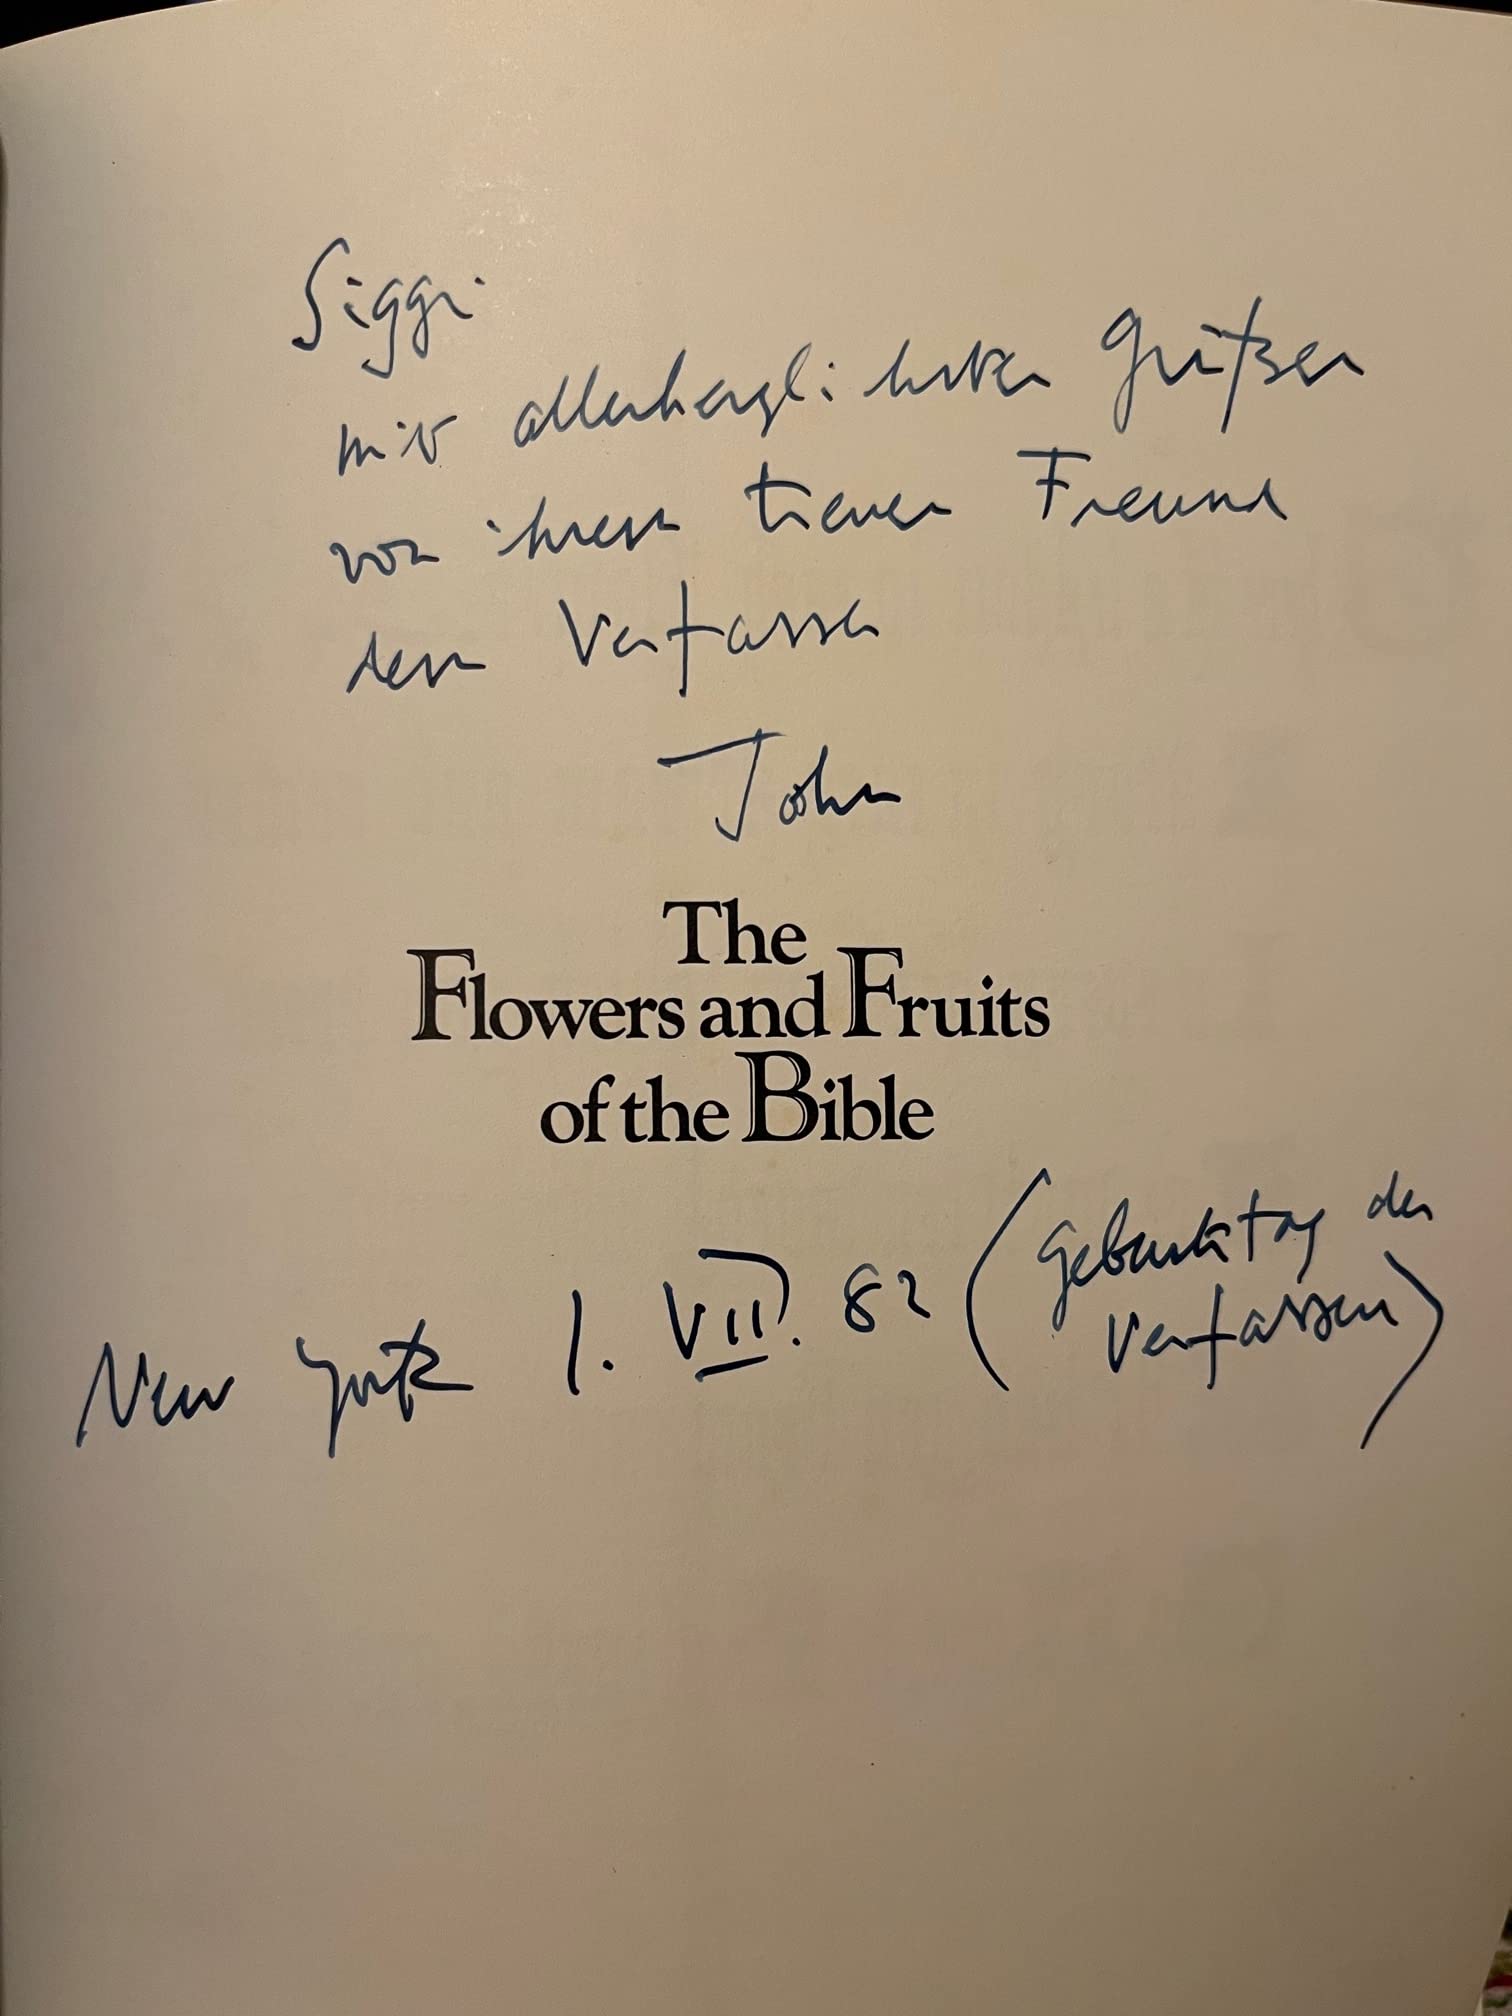 Siggi
mit allerherzlichsten Grüßen
von ihrem treuen Freund
dem Verfasser
John
The
Flowers and Fruits
of the Bible
New York 1. VII. 82 (Geburtstag des
Verfassers)